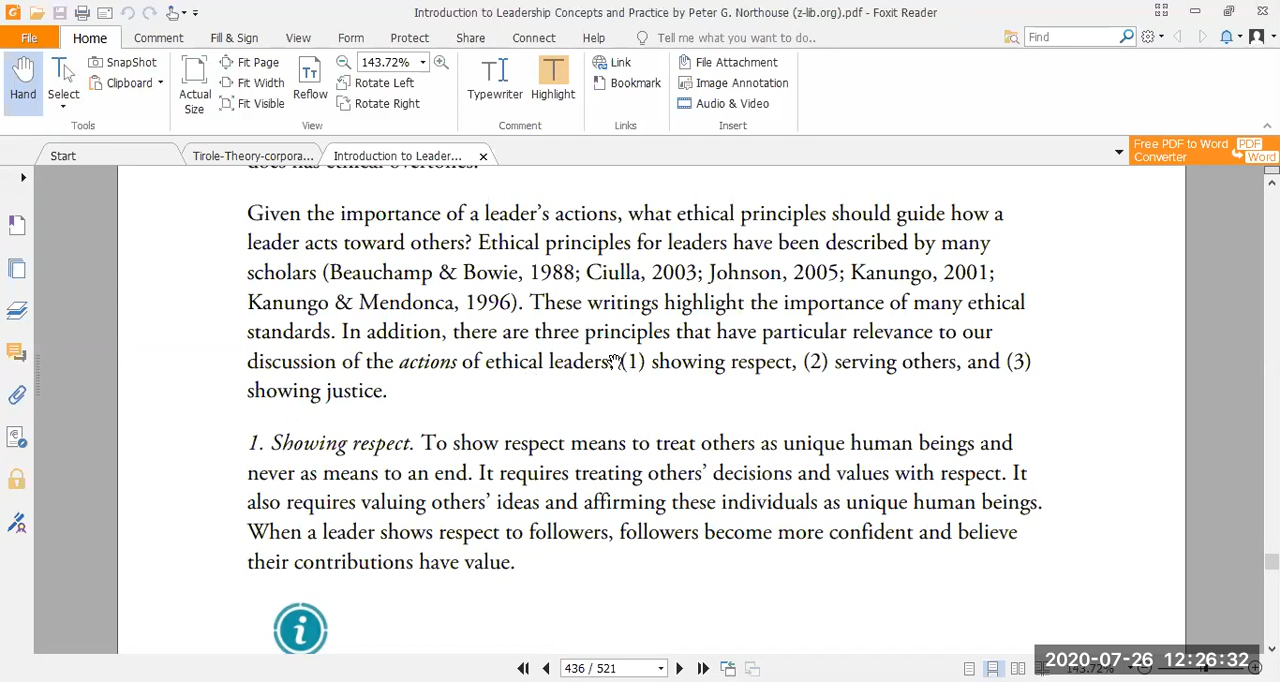 Introduction to Leadership Concepts and Practice by Peter G. Northouse (z-lib.org).pdf - Foxit Reader
File Home Comment Fill & Sign View Form Protect Share Connect Help Tell me what you want to do.. Find
Hand
Select
SnapShot
Clipboard
Tools
Actual
Size
Fit Page
Fit Width
Fit Visible
Reflow
143.72%
Rotate Left
Rotate Right
View
Typewriter
Highlight
Comment
Link
Bookmark
Links
File Attachment
Image Annotation
Audio & Video
Insert
Start
Tirole-Theory-corpora...
Introduction to Leader...
Free PDF to Word
Converter
PDF
Word
does has ethical overtones.
Given the importance of a leader’s actions, what ethical principles should guide how a
leader acts toward others? Ethical principles for leaders have been described by many
scholars (Beauchamp & Bowie, 1988; Ciulla, 2003; Johnson, 2005; Kanungo, 2001;
Kanungo & Mendonca, 1996). These writings highlight the importance of many ethical
standards. In addition, there are three principles that have particular relevance to our
discussion of the actions of ethical leaders: (1) showing respect, (2) serving others, and (3)
showing justice.
1. Showing respect. To show respect means to treat others as unique human beings and
never as means to an end. It requires treating others’ decisions and values with respect. It
also requires valuing others’ ideas and affirming these individuals as unique human beings.
When a leader shows respect to followers, followers become more confident and believe
their contributions have value.
i
436 / 521
143.72%
2020-07-26 12:26:32